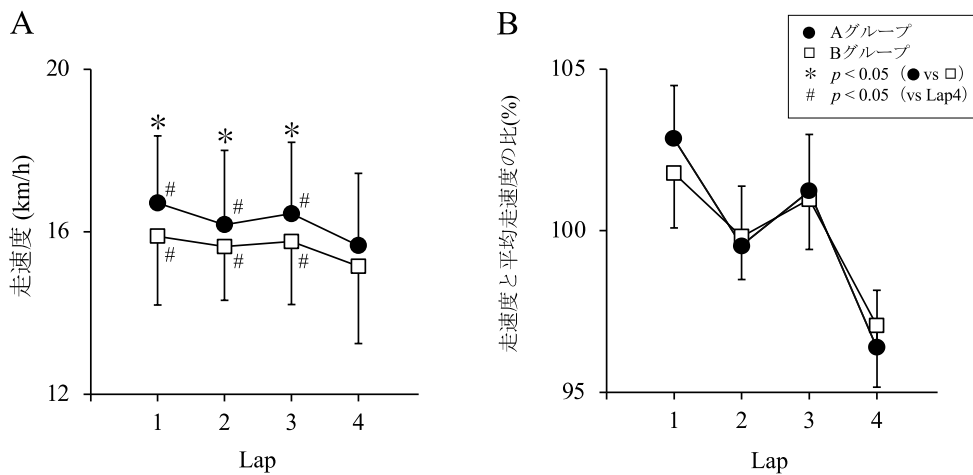 A
走速度 (km/h)
20
16
12
*
*
*
#
#
#
#
#
#
1
2
3
4
Lap
B
● Aグループ
□ Bグループ
* p < 0.05 （● vs □）
# p < 0.05 （vs Lap4）
走速度と平均走速度の比(%)
105
100
95
1
2
3
4
Lap